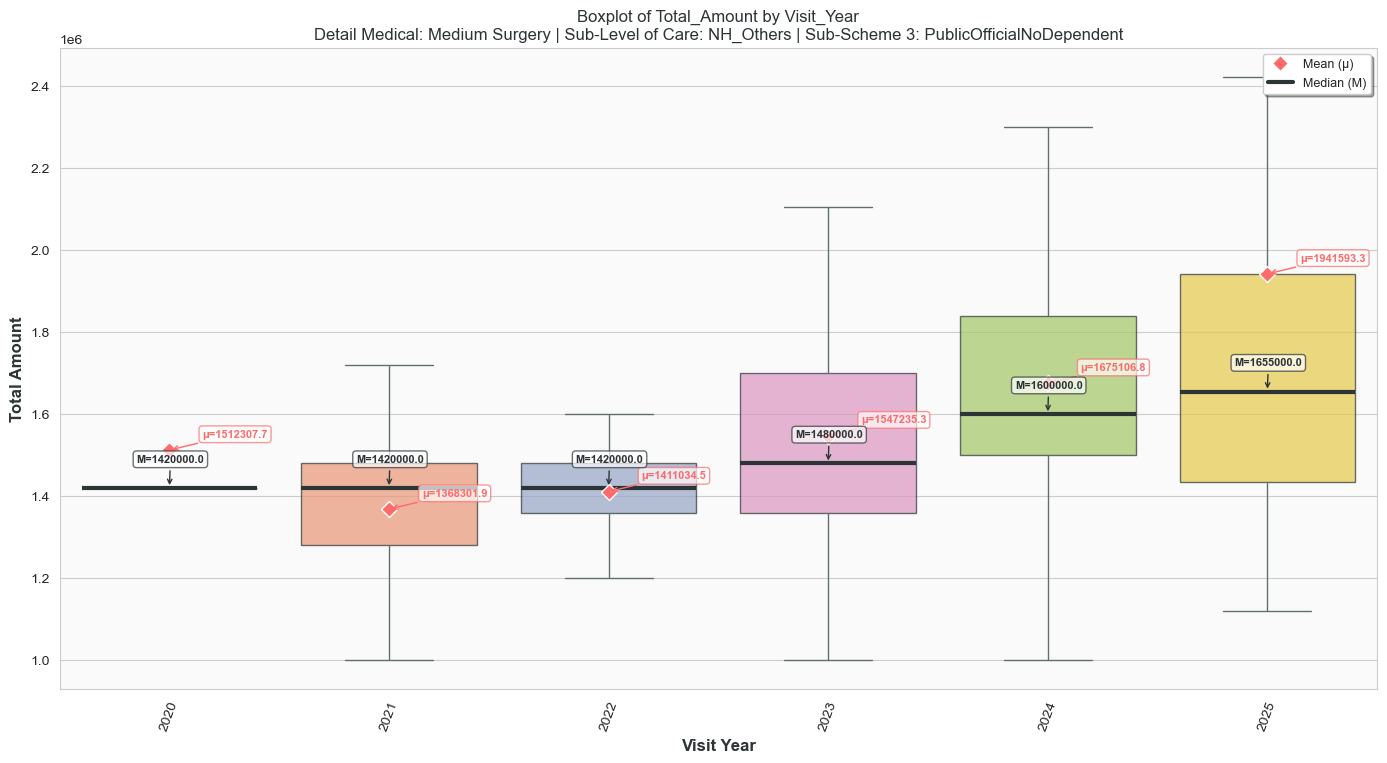 Boxplot of Total_Amount by Visit_Year
Detail Medical: Medium Surgery | Sub-Level of Care: NH_Others | Sub-Scheme 3: PublicOfficialNoDependent
1e6
Mean (μ)
Median (M)
2.4
2.2
2.0
1.8
1.6
1.4
1.2
1.0
Total Amount
μ=1512307.7
M=1420000.0
M=1420000.0
μ=1368301.9
M=1420000.0
μ=1411034.5
μ=1547235.3
M=1480000.0
μ=1675106.8
M=1600000.0
μ=1941593.3
M=1655000.0
2020
2021
2022
2023
2024
2025
Visit Year